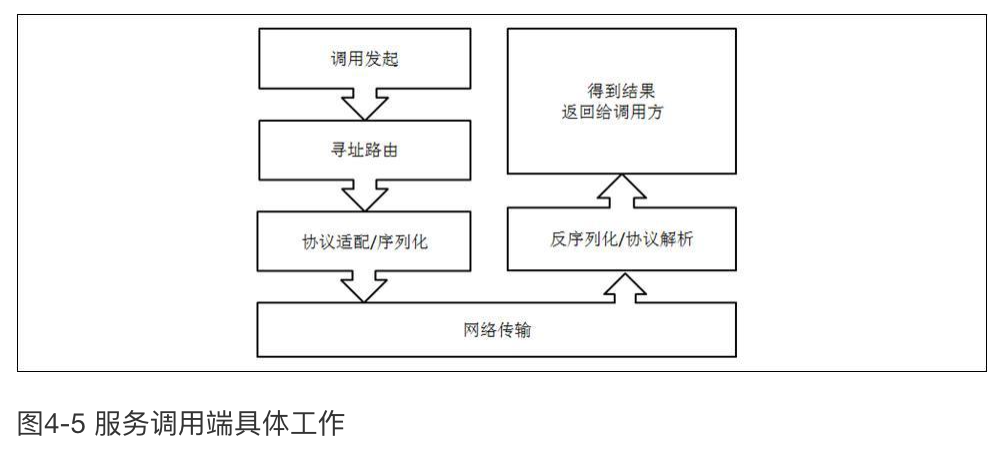 调用发起
寻址路由
协议适配/序列化
网络传输
反序列化/协议解析
得到结果
返回给调用方
图4-5 服务调用端具体工作